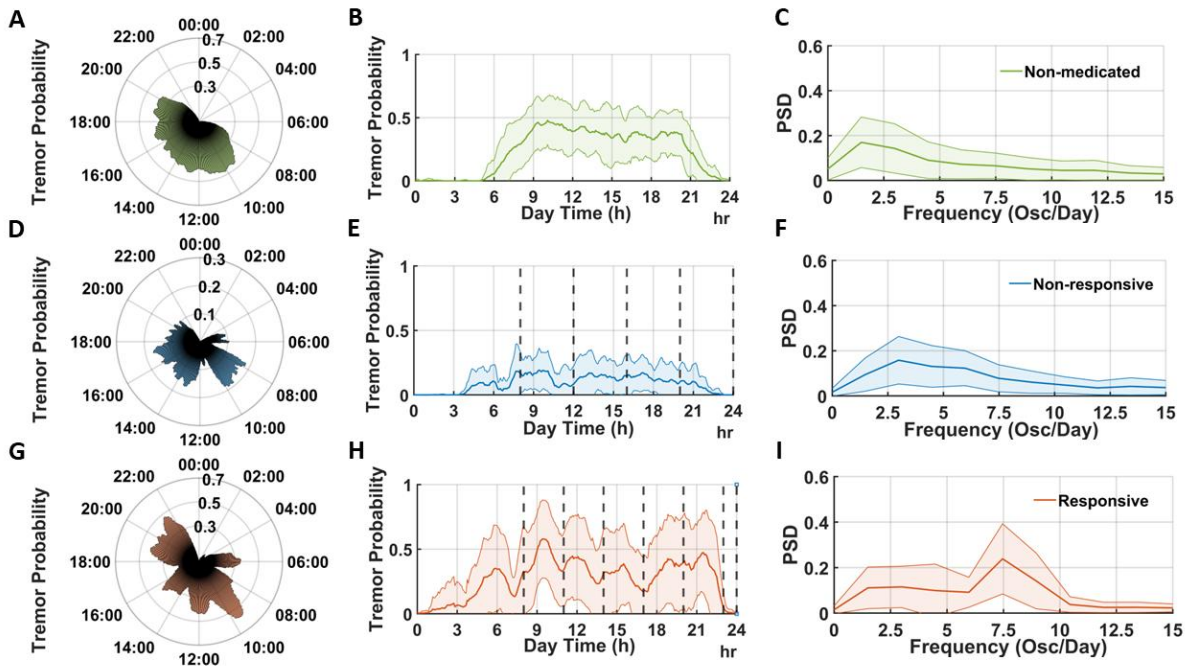 A
00:00
22:00
02:00
20:00
04:00
18:00
06:00
16:00
08:00
14:00
10:00
12:00
0.7
0.5
0.3
Tremor Probability
B
Tremor Probability
1
0.5
0
0 3 6 9 12 15 18 21 24
Day Time (h)
hr
C
PSD
0.6
0.4
0.2
0
Non-medicated
0 2.5 5 7.5 10 12.5 15
Frequency (Osc/Day)
D
00:00
22:00
02:00
20:00
04:00
18:00
06:00
16:00
08:00
14:00
10:00
12:00
0.3
0.2
0.1
Tremor Probability
E
Tremor Probability
1
0.5
0
0 3 6 9 12 15 18 21 24
Day Time (h)
hr
F
PSD
0.6
0.4
0.2
0
Non-responsive
0 2.5 5 7.5 10 12.5 15
Frequency (Osc/Day)
G
00:00
22:00
02:00
20:00
04:00
18:00
06:00
16:00
08:00
14:00
10:00
12:00
0.7
0.5
0.3
Tremor Probability
H
Tremor Probability
1
0.5
0
0 3 6 9 12 15 18 21 24
Day Time (h)
hr
I
PSD
0.6
0.4
0.2
0
Responsive
0 2.5 5 7.5 10 12.5 15
Frequency (Osc/Day)